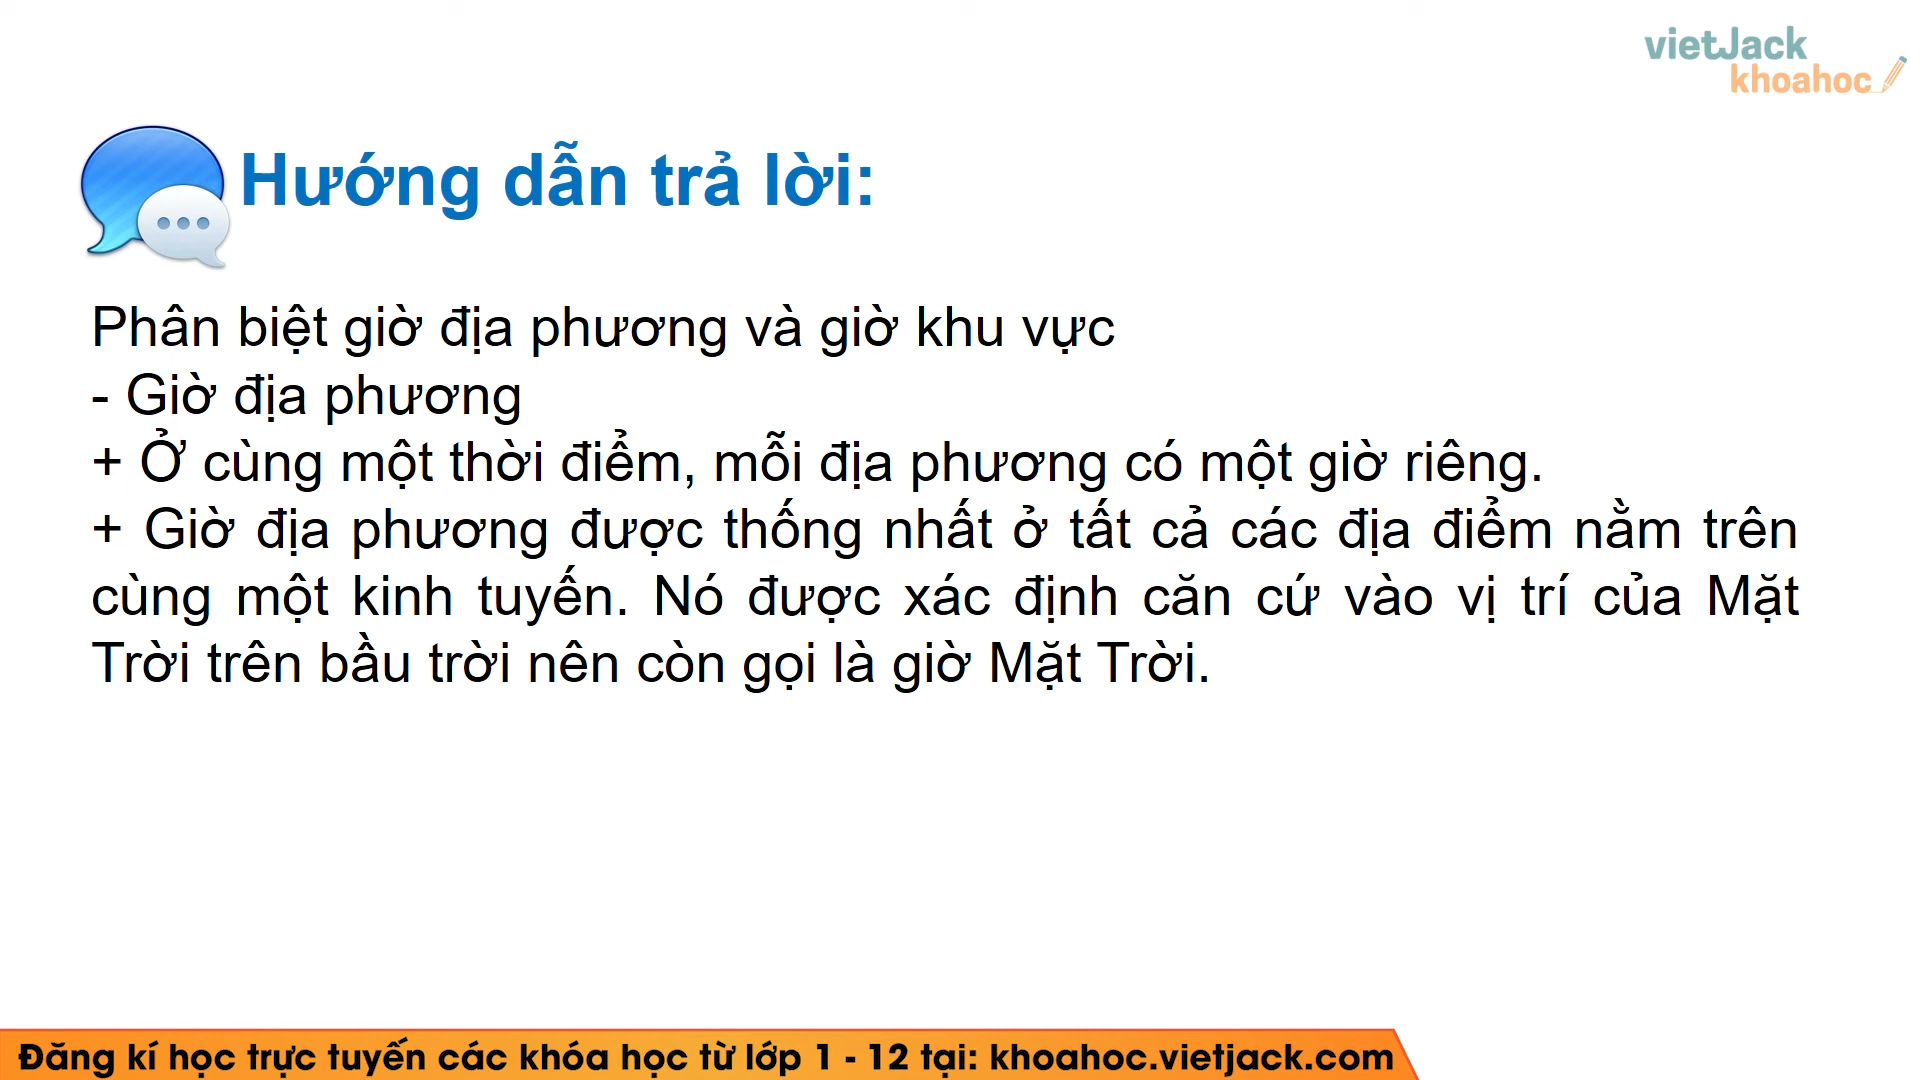 vietJack
khoahoc
Hướng dẫn trả lời:
Phân biệt giờ địa phương và giờ khu vực
- Giờ địa phương
+ Ở cùng một thời điểm, mỗi địa phương có một giờ riêng.
+ Giờ địa phương được thống nhất ở tất cả các địa điểm nằm trên
cùng một kinh tuyến. Nó được xác định căn cứ vào vị trí của Mặt
Trời trên bầu trời nên còn gọi là giờ Mặt Trời.
Đăng kí học trực tuyến các khóa học từ lớp 1 - 12 tại: khoahoc.vietjack.com